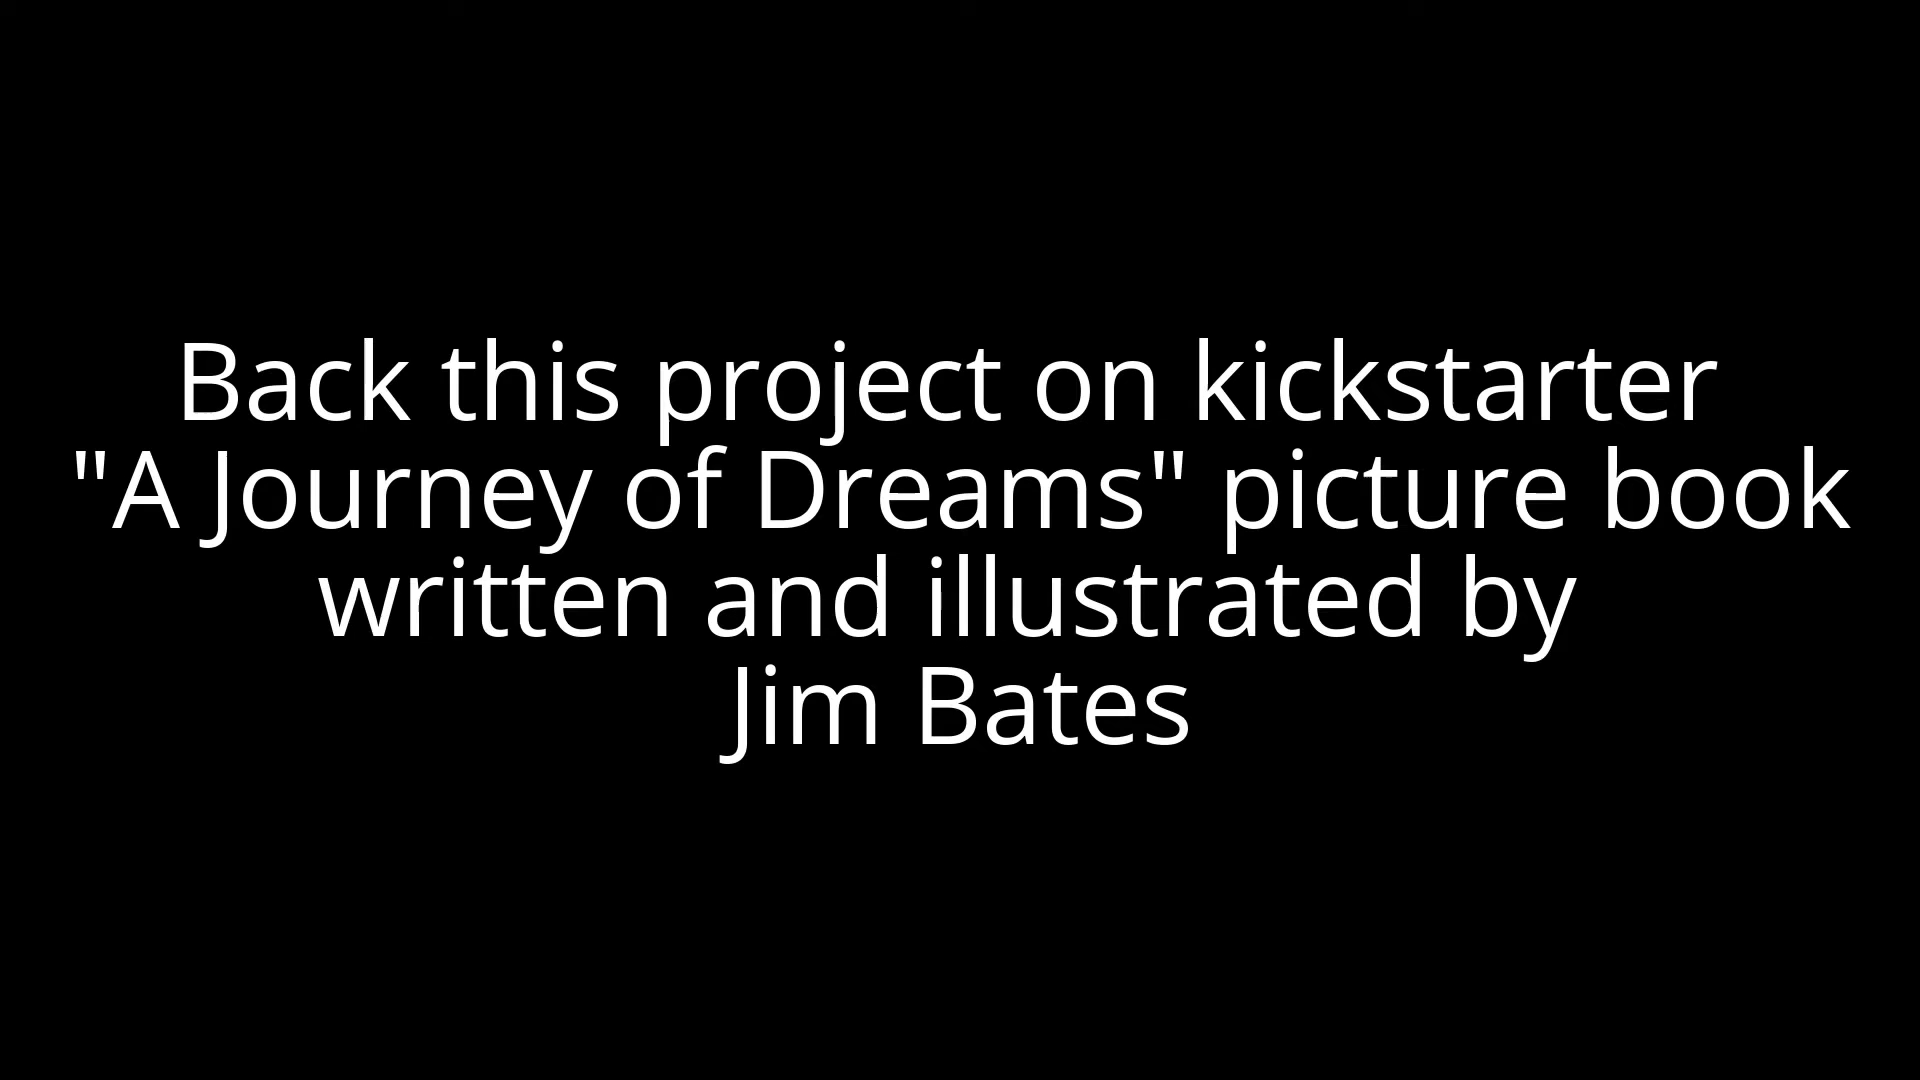 Back this project on kickstarter
"A Journey of Dreams" picture book
written and illustrated by
Jim Bates